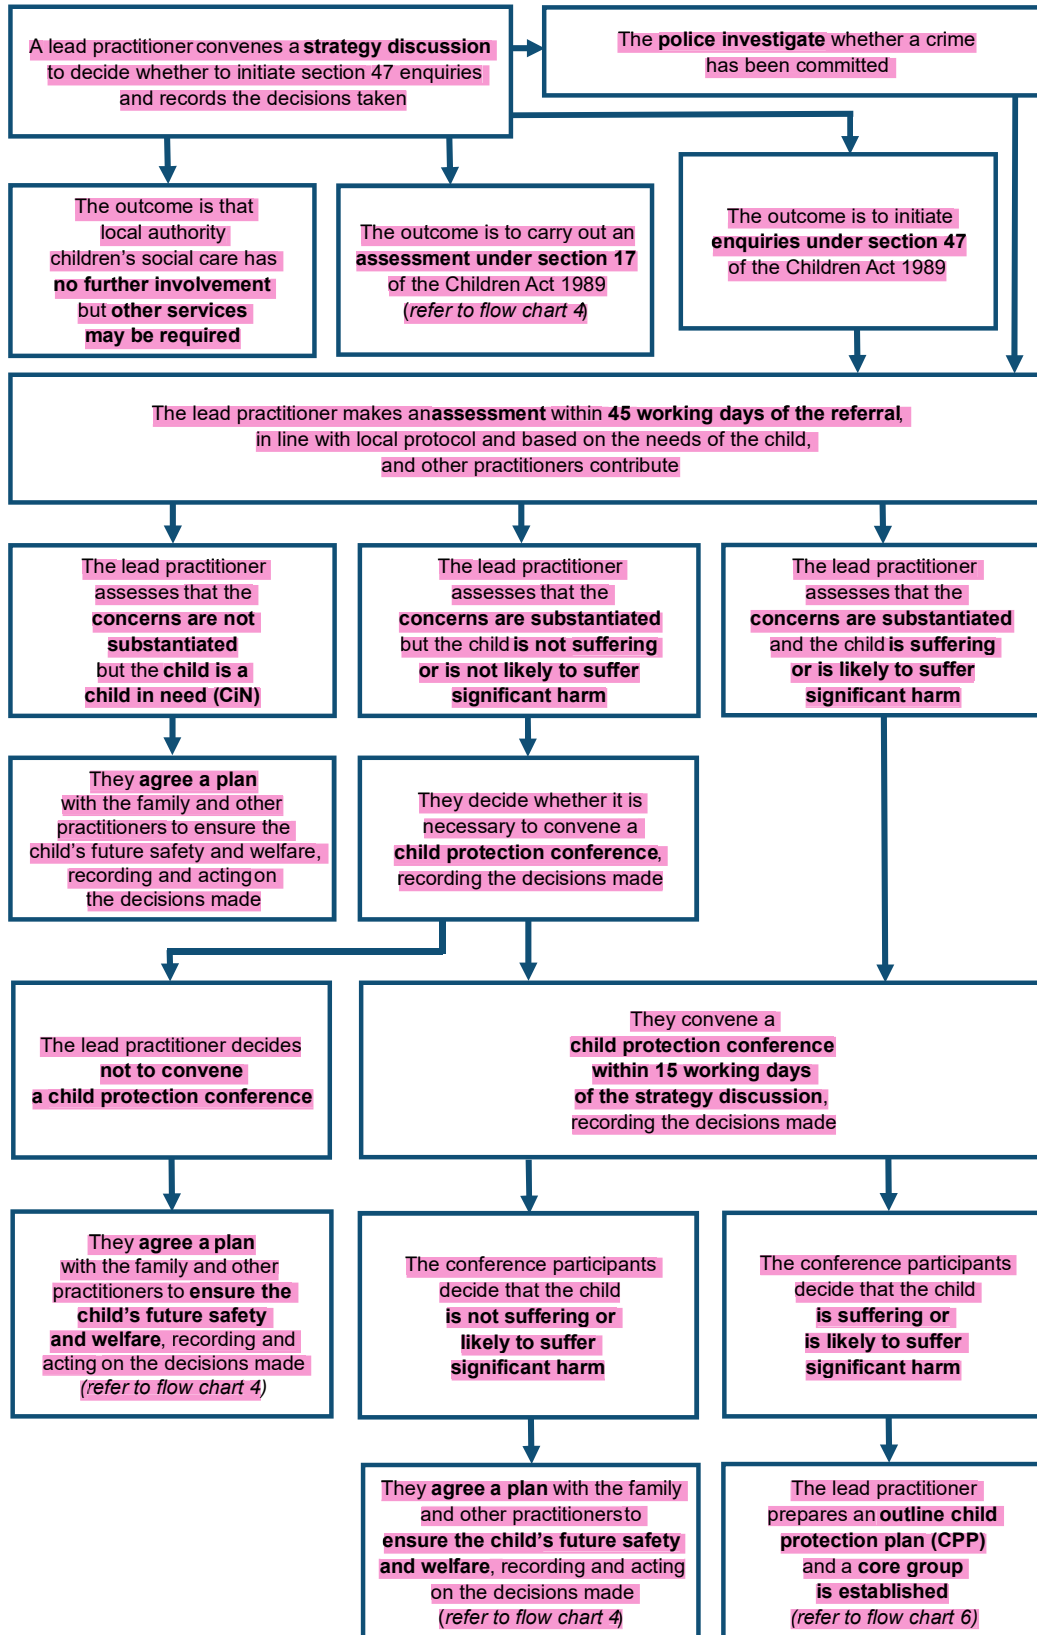 A lead practitioner convenes a strategy discussion
to decide whether to initiate section 47 enquiries
and records the decisions taken
The police investigate whether a crime
has been committed
The outcome is that
local authority
children's social care has
no further involvement
but other services
may be required
The outcome is to carry out an
assessment under section 17
of the Children Act 1989
(refer to flow chart 4)
The outcome is to initiate
enquiries under section 47
of the Children Act 1989
The lead practitioner makes an assessment within 45 working days of the referral,
in line with local protocol and based on the needs of the child,
and other practitioners contribute
The lead practitioner
assesses that the
concerns are not
substantiated
but the child is a
child in need (CiN)
The lead practitioner
assesses that the
concerns are substantiated
but the child is not suffering
or is not likely to suffer
significant harm
The lead practitioner
assesses that the
concerns are substantiated
and the child is suffering
or is likely to suffer
significant harm
They agree a plan
with the family and other
practitioners to ensure the
child's future safety and welfare,
recording and acting on
the decisions made
They decide whether it is
necessary to convene a
child protection conference,
recording the decisions made
The lead practitioner decides
not to convene
a child protection conference
They convene a
child protection conference
within 15 working days
of the strategy discussion,
recording the decisions made
They agree a plan
with the family and other
practitioners to ensure the
child's future safety
and welfare, recording and
acting on the decisions made
(refer to flow chart 4)
The conference participants
decide that the child
is not suffering or
likely to suffer
significant harm
The conference participants
decide that the child
is suffering or
is likely to suffer
significant harm
They agree a plan with the family
and other practitioners to
ensure the child's future safety
and welfare, recording and acting
on the decisions made
(refer to flow chart 4)
The lead practitioner
prepares an outline child
protection plan (CPP)
and a core group
is established
(refer to flow chart 6)